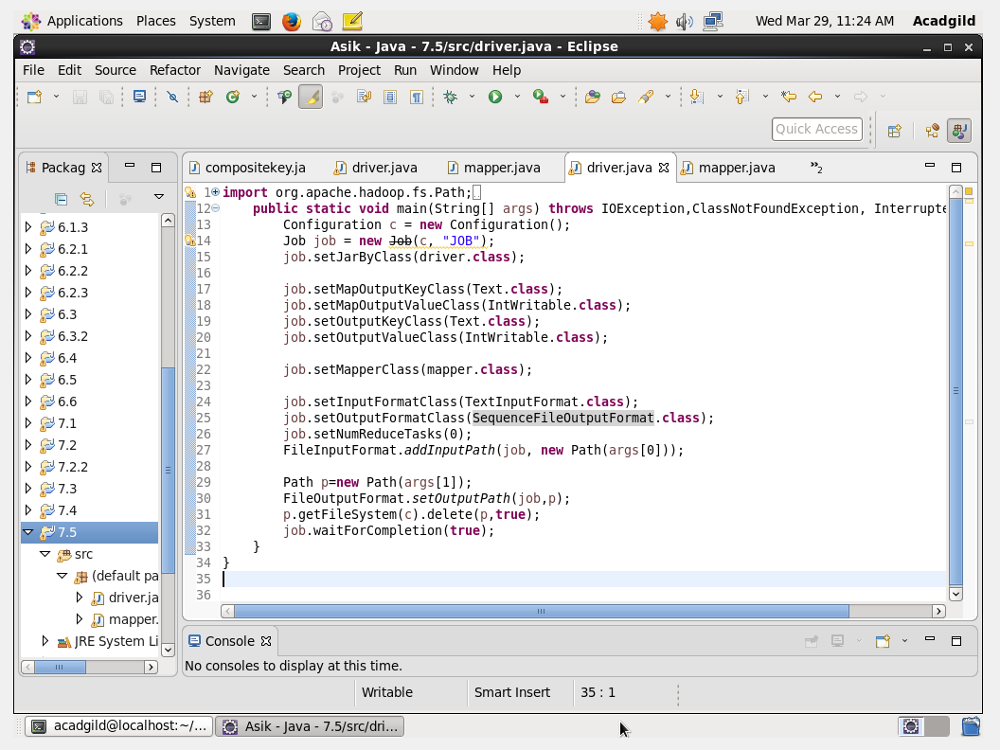 Applications Places System Wed Mar 29, 11:24 AM Acadgild
Asik - Java - 7.5/src/driver.java - Eclipse
File Edit Source Refactor Navigate Search Project Run Window Help
Quick Access
Packag
6.1.3
6.2.1
6.2.2
6.2.3
6.3
6.3.2
6.4
6.5
6.6
7.1
7.2
7.2.2
7.3
7.4
7.5
src
(default pa
driver.ja
mapper.
JRE System Li
compositekey.ja driver.java mapper.java driver.java mapper.java »2
1 import org.apache.hadoop.fs.Path;
12 public static void main(String[] args) throws IOException,ClassNotFoundException, Interrupte
13 Configuration c = new Configuration();
14 Job job = new Job(c, "JOB");
15 job.setJarByClass(driver.class);
16
17 job.setMapOutputKeyClass(Text.class);
18 job.setMapOutputValueClass(IntWritable.class);
19 job.setOutputKeyClass(Text.class);
20 job.setOutputValueClass(IntWritable.class);
21
22 job.setMapperClass(mapper.class);
23
24 job.setInputFormatClass(TextInputFormat.class);
25 job.setOutputFormatClass(SequenceFileOutputFormat.class);
26 job.setNumReduceTasks(0);
27 FileInputFormat.addInputPath(job, new Path(args[0]));
28
29 Path p=new Path(args[1]);
30 FileOutputFormat.setOutputPath(job,p);
31 p.getFileSystem(c).delete(p,true);
32 job.waitForCompletion(true);
33 }
34 }
35
36
Console
No consoles to display at this time.
Writable Smart Insert 35 : 1
acadgild@localhost:~/... Asik - Java - 7.5/src/dri...